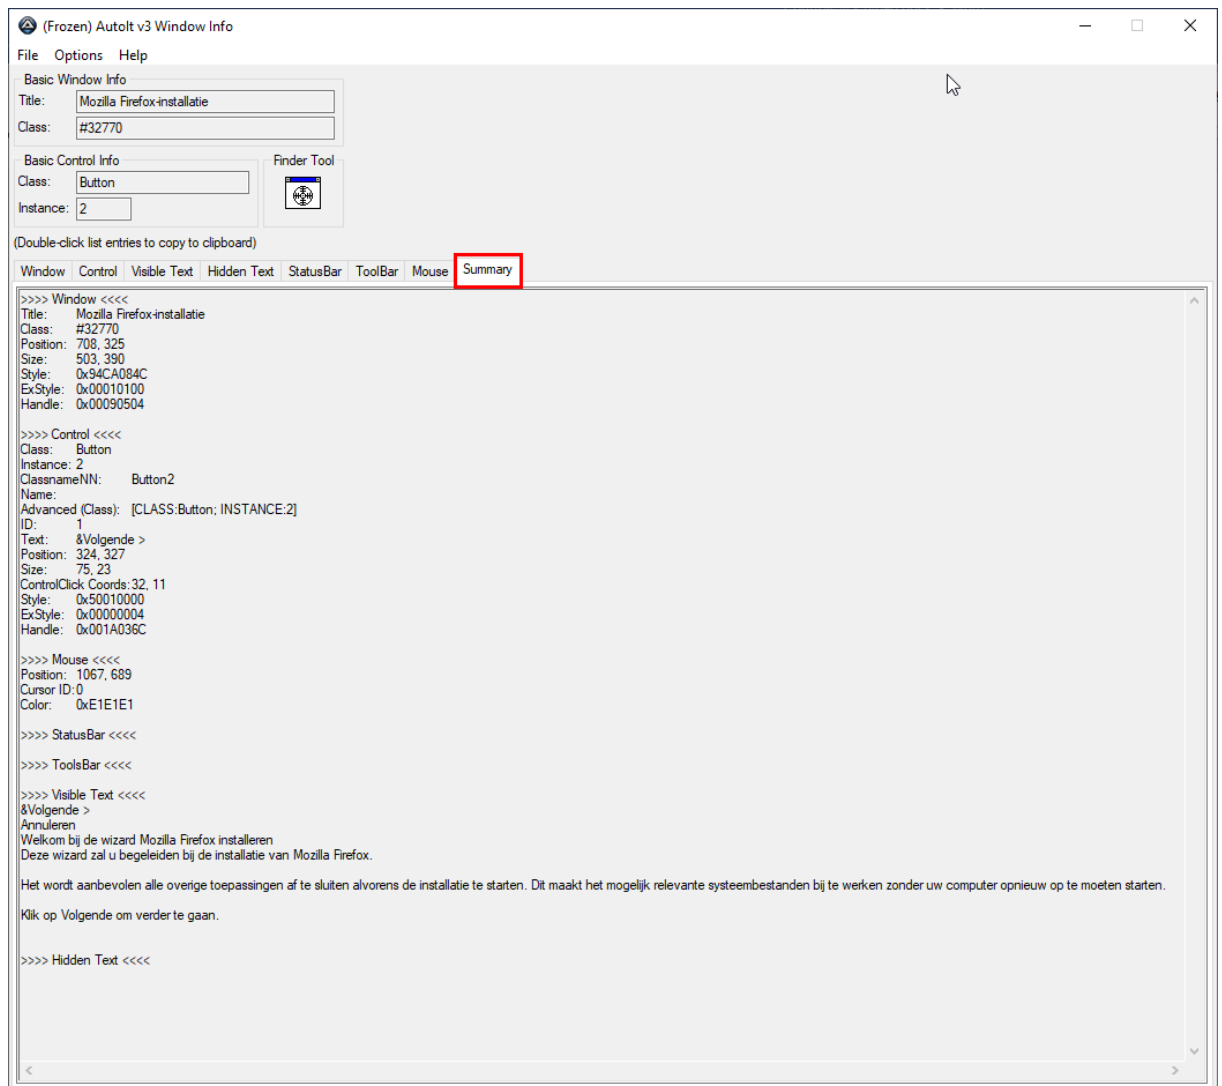 (Frozen) AutoIt v3 Window Info
File Options Help
Basic Window Info
Title: Mozilla Firefox-installatie
Class: #32770
Basic Control Info
Finder Tool
Class: Button
Instance: 2
(Double-click list entries to copy to clipboard)
Window Control Visible Text Hidden Text StatusBar ToolBar Mouse Summary
>>>> Window <<<<
Title: Mozilla Firefox-installatie
Class: #32770
Position: 708, 325
Size: 503, 390
Style: 0x94CA084C
ExStyle: 0x00010100
Handle: 0x00090504
>>>> Control <<<<
Class: Button
Instance: 2
ClassnameNN: Button2
Name:
Advanced (Class): [CLASS:Button; INSTANCE:2]
ID: 1
Text: &Volgende >
Position: 324, 327
Size: 75, 23
ControlClick Coords: 32, 11
Style: 0x50010000
ExStyle: 0x00000004
Handle: 0x001A036C
>>>> Mouse <<<<
Position: 1067, 689
Cursor ID: 0
Color: 0xE1E1E1
>>>> StatusBar <<<<
>>>> ToolsBar <<<<
>>>> Visible Text <<<<
&Volgende >
Annuleren
Welkom bij de wizard Mozilla Firefox installeren
Deze wizard zal u begeleiden bij de installatie van Mozilla Firefox.
Het wordt aanbevolen alle overige toepassingen af te sluiten alvorens de installatie te starten. Dit maakt het mogelijk relevante systeembestanden bij te werken zonder uw computer opnieuw op te moeten starten.
Klik op Volgende om verder te gaan.
>>>> Hidden Text <<<<